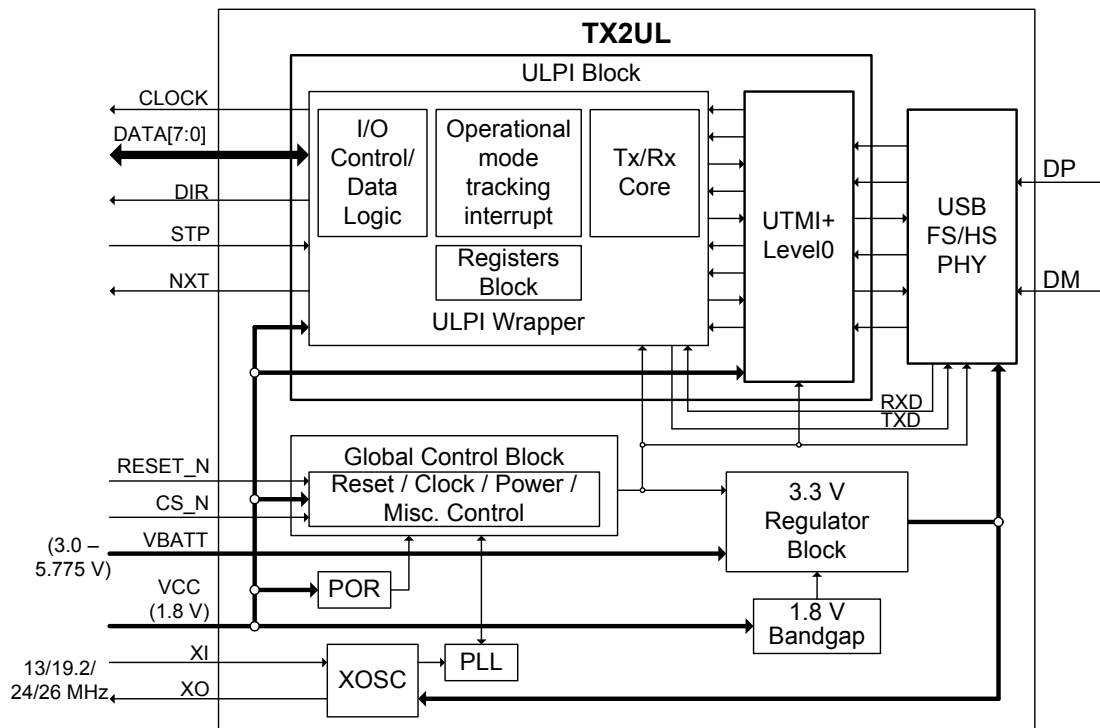 TX2UL
ULPI Block
CLOCK
DATA[7:0]
DIR
STP
NXT
I/O
Control/
Data
Logic
Operational
mode
tracking
interrupt
Tx/Rx
Core
Registers
Block
ULPI Wrapper
UTMI+
Level0
USB
FS/HS
PHY
DP
DM
RXD
TXD
RESET_N
CS_N
Global Control Block
Reset / Clock / Power /
Misc. Control
3.3 V
Regulator
Block
(3.0 –
5.775 V)
VBATT
VCC
(1.8 V)
POR
1.8 V
Bandgap
13/19.2/
24/26 MHz
XI
XO
XOSC
PLL